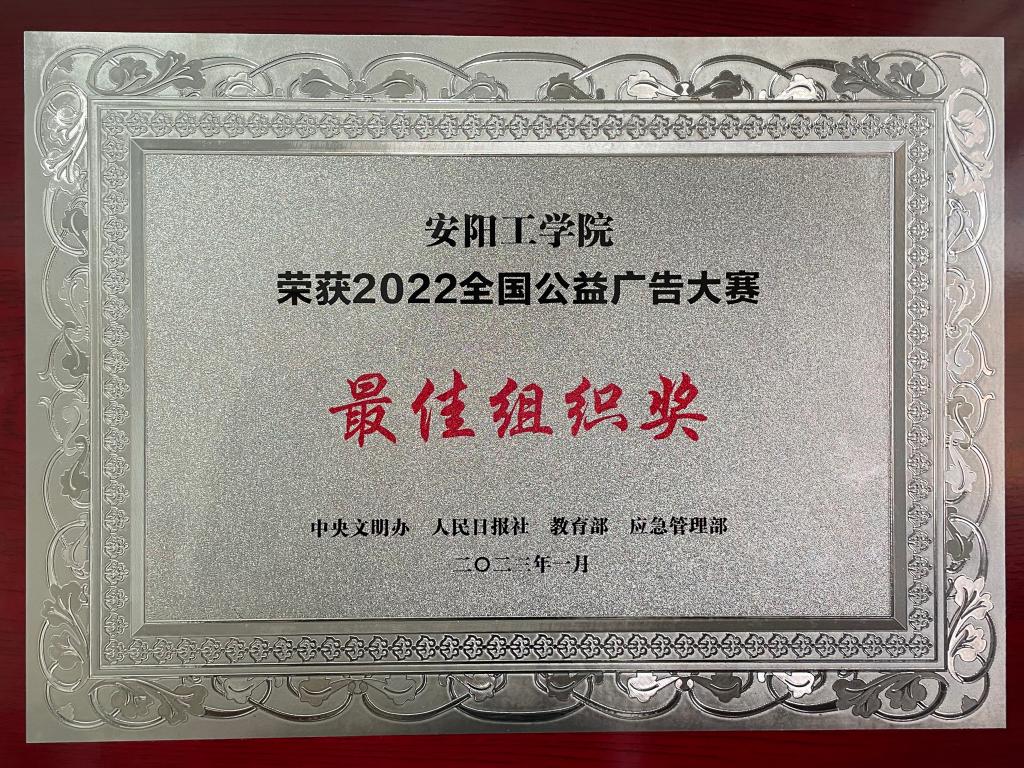 安阳工学院
荣获2022全国公益广告大赛
最佳组织奖
中央文明办 人民日报社 教育部 应急管理部
二〇二三年一月